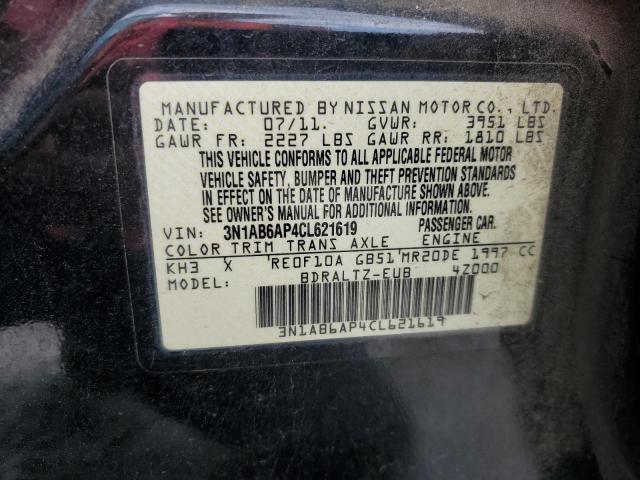 MANUFACTURED BY NISSAN MOTOR CO., LTD.
DATE: 07/11. GVWR: 3951 LBS
GAWR FR: 2227 LBS GAWR RR: 1810 LBS
THIS VEHICLE CONFORMS TO ALL APPLICABLE FEDERAL MOTOR
VEHICLE SAFETY, BUMPER AND THEFT PREVENTION STANDARDS
IN EFFECT ON THE DATE OF MANUFACTURE SHOWN ABOVE.
SEE OWNER'S MANUAL FOR ADDITIONAL INFORMATION.
VIN: 3N1AB6AP4CL621619 PASSENGER CAR.
COLOR TRIM TRANS AXLE ENGINE
KH3 X RE0F10A GB51 MR20DE 1997 CC
MODEL: BDRALTZ-EUB 4Z000
3N1AB6AP4CL621619